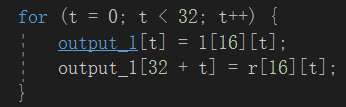 for (t = 0; t < 32; t++) {
output_1[t] = l[16][t];
output_1[32 + t] = r[16][t];
}